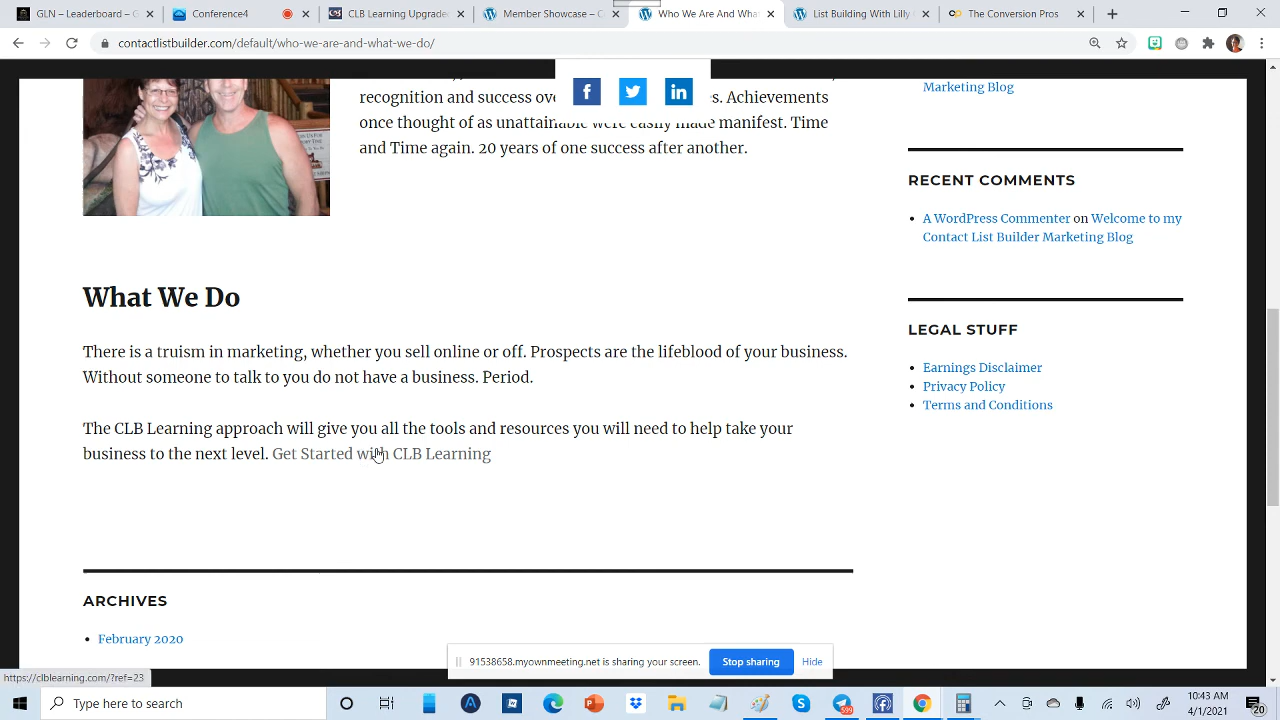 GLN – Leaders Den – G
Conference4
CLB Learning Upgrade
Members Showcase – C
Who We Are And Wha
List Building With Lilly
The Conversion Pros
contactlistbuilder.com/default/who-we-are-and-what-we-do/
recognition and success ove s. Achievements
once thought of as unattainable were easily made manifest. Time
and Time again. 20 years of one success after another.
What We Do
There is a truism in marketing, whether you sell online or off. Prospects are the lifeblood of your business.
Without someone to talk to you do not have a business. Period.
The CLB Learning approach will give you all the tools and resources you will need to help take your
business to the next level. Get Started with CLB Learning
ARCHIVES
• February 2020
Marketing Blog
RECENT COMMENTS
• A WordPress Commenter on Welcome to my
Contact List Builder Marketing Blog
LEGAL STUFF
• Earnings Disclaimer
• Privacy Policy
• Terms and Conditions
91538658.myownmeeting.net is sharing your screen.
Stop sharing
Hide
https://clblearning.com/?ref=23
Type here to search
599
10:43 AM
4/1/2021
20